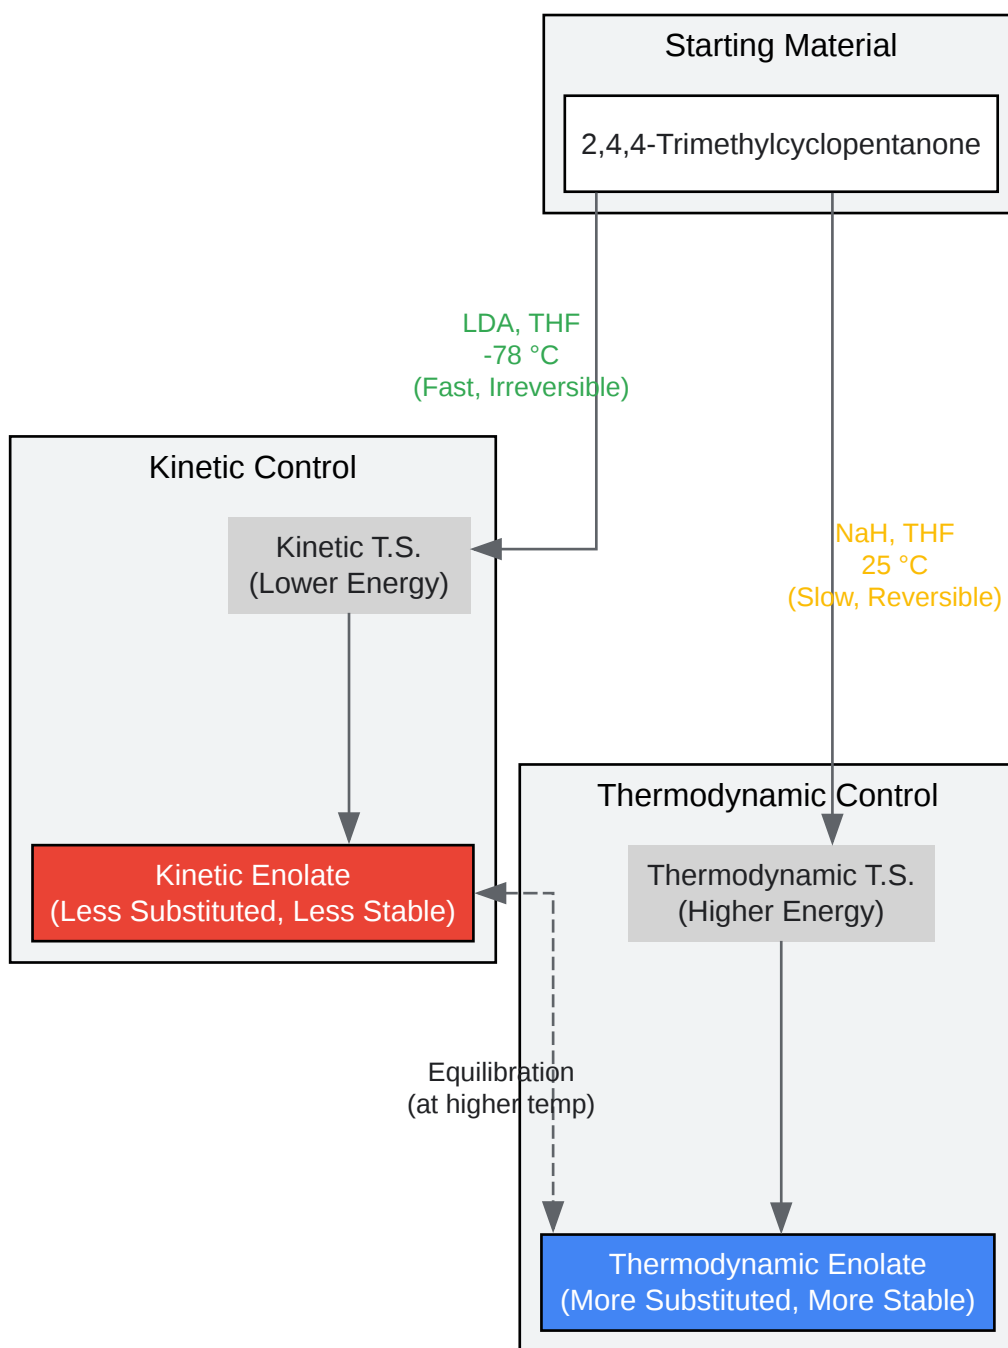 Starting Material
2,4,4-Trimethylcyclopentanone
LDA, THF
-78 °C
(Fast, Irreversible)
Kinetic Control
Kinetic T.S.
(Lower Energy)
NaH, THF
25 °C
(Slow, Reversible)
Thermodynamic Control
Kinetic Enolate
(Less Substituted, Less Stable)
Thermodynamic T.S.
(Higher Energy)
Equilibration
(at higher temp)
Thermodynamic Enolate
(More Substituted, More Stable)